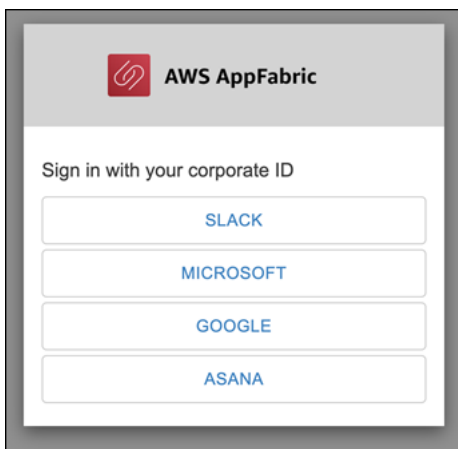 AWS AppFabric
Sign in with your corporate ID
SLACK
MICROSOFT
GOOGLE
ASANA